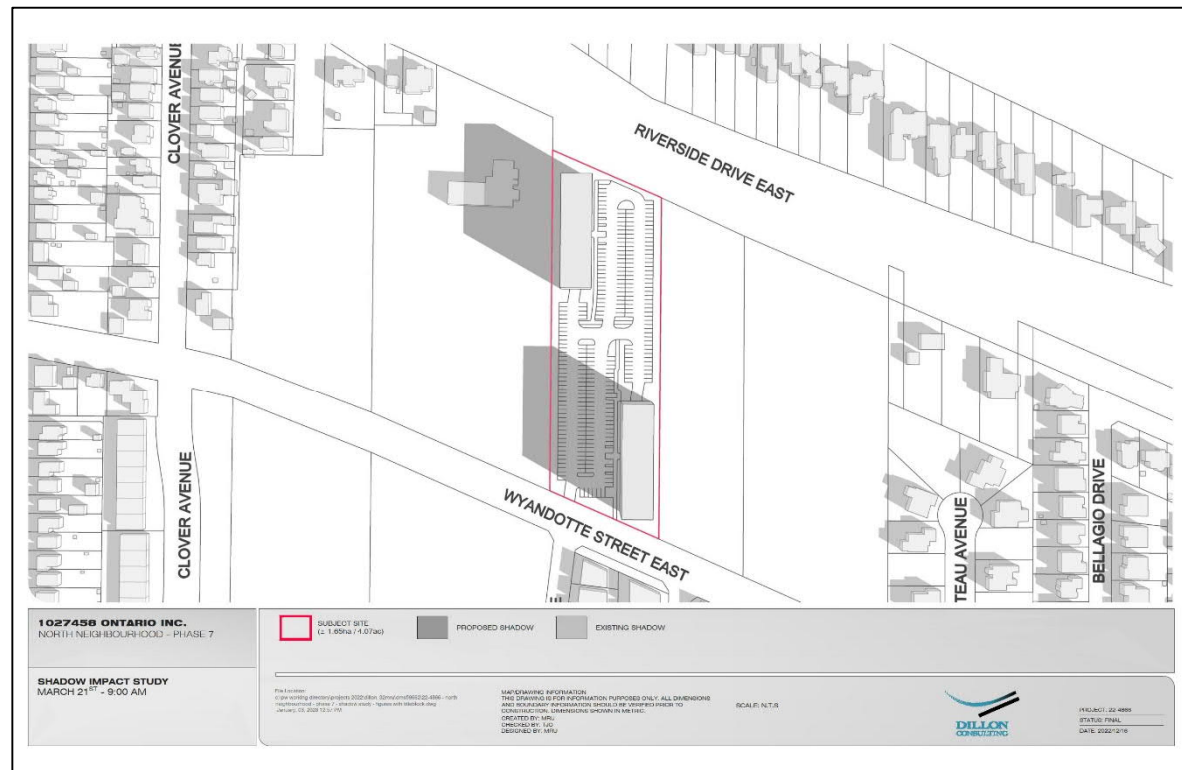 CLOVER AVENUE
RIVERSIDE DRIVE EAST
WYANDOTTE STREET EAST
CLOVER AVENUE
TEAU AVENUE
BELLAGIO DRIVE
1027458 ONTARIO INC.
NORTH NEIGHBOURHOOD - PHASE 7
SHADOW IMPACT STUDY
MARCH 21ST - 9:00 AM
SUBJECT SITE
(± 1.65ha / 4.07ac)
PROPOSED SHADOW
EXISTING SHADOW
MAP/DRAWING INFORMATION
THIS DRAWING IS FOR INFORMATION PURPOSES ONLY. ALL DIMENSIONS
AND BOUNDARY INFORMATION SHOULD BE VERIFIED PRIOR TO
CONSTRUCTION. DIMENSIONS SHOWN IN METRIC.
CREATED BY: MRU
CHECKED BY: TJD
DESIGNED BY: MRU
SCALE: N.T.S
DILLON
CONSULTING
PROJECT: 22-4866
STATUS: FINAL
DATE: 2022/12/16